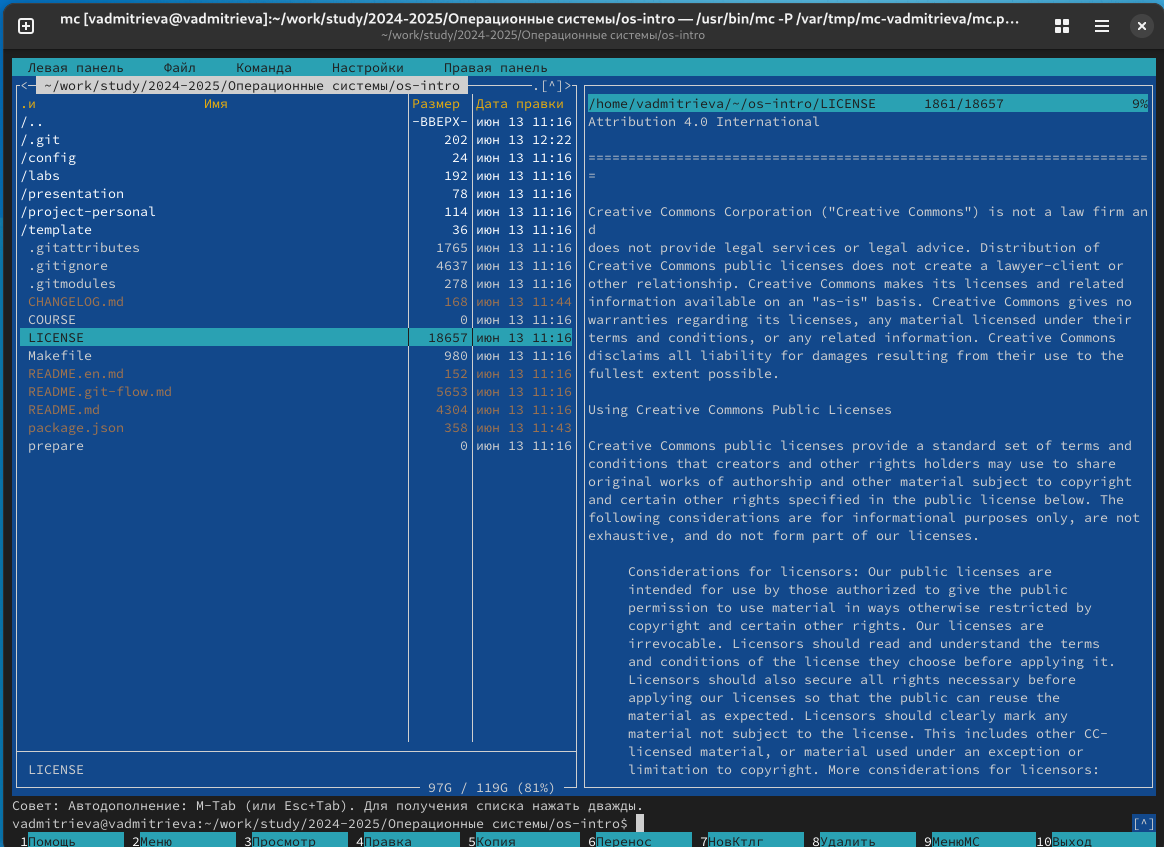 mc [vadmitrieva@vadmitrieva]:~/work/study/2024-2025/Операционные системы/os-intro — /usr/bin/mc -P /var/tmp/mc-vadmitrieva/mc.p…
~/work/study/2024-2025/Операционные системы/os-intro
Левая панель Файл Команда Настройки Правая панель
<─ ~/work/study/2024-2025/Операционные системы/os-intro ─.[^]>
.и Имя Размер Дата правки
/.. -ВВЕРХ- июн 13 11:16
/.git 202 июн 13 12:22
/config 24 июн 13 11:16
/labs 192 июн 13 11:16
/presentation 78 июн 13 11:16
/project-personal 114 июн 13 11:16
/template 36 июн 13 11:16
.gitattributes 1765 июн 13 11:16
.gitignore 4637 июн 13 11:16
.gitmodules 278 июн 13 11:16
CHANGELOG.md 168 июн 13 11:44
COURSE 0 июн 13 11:16
LICENSE 18657 июн 13 11:16
Makefile 980 июн 13 11:16
README.en.md 152 июн 13 11:16
README.git-flow.md 5653 июн 13 11:16
README.md 4304 июн 13 11:16
package.json 358 июн 13 11:43
prepare 0 июн 13 11:16
LICENSE
97G / 119G (81%)
/home/vadmitrieva/~/os-intro/LICENSE 1861/18657 9%
Attribution 4.0 International
======================================================================
=
Creative Commons Corporation ("Creative Commons") is not a law firm an
d
does not provide legal services or legal advice. Distribution of
Creative Commons public licenses does not create a lawyer-client or
other relationship. Creative Commons makes its licenses and related
information available on an "as-is" basis. Creative Commons gives no
warranties regarding its licenses, any material licensed under their
terms and conditions, or any related information. Creative Commons
disclaims all liability for damages resulting from their use to the
fullest extent possible.
Using Creative Commons Public Licenses
Creative Commons public licenses provide a standard set of terms and
conditions that creators and other rights holders may use to share
original works of authorship and other material subject to copyright
and certain other rights specified in the public license below. The
following considerations are for informational purposes only, are not
exhaustive, and do not form part of our licenses.
Considerations for licensors: Our public licenses are
intended for use by those authorized to give the public
permission to use material in ways otherwise restricted by
copyright and certain other rights. Our licenses are
irrevocable. Licensors should read and understand the terms
and conditions of the license they choose before applying it.
Licensors should also secure all rights necessary before
applying our licenses so that the public can reuse the
material as expected. Licensors should clearly mark any
material not subject to the license. This includes other CC-
licensed material, or material used under an exception or
limitation to copyright. More considerations for licensors:
Совет: Автодополнение: M-Tab (или Esc+Tab). Для получения списка нажать дважды.
vadmitrieva@vadmitrieva:~/work/study/2024-2025/Операционные системы/os-intro$ [^]
1Помощь 2Меню 3Просмотр 4Правка 5Копия 6Перенос 7НовКтлг 8Удалить 9МенюМС 10Выход